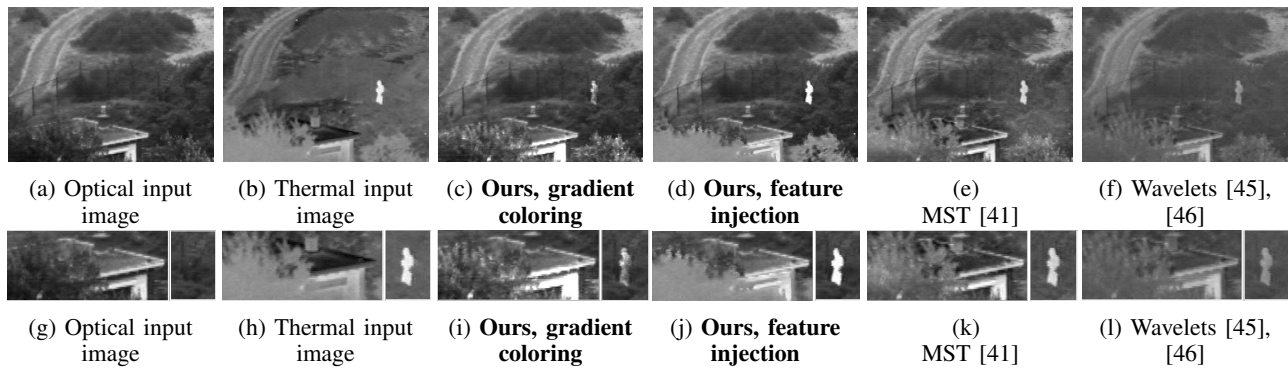 (a) Optical input image
(b) Thermal input image
(c) Ours, gradient coloring
(d) Ours, feature injection
(e) MST [41]
(f) Wavelets [45], [46]
(g) Optical input image
(h) Thermal input image
(i) Ours, gradient coloring
(j) Ours, feature injection
(k) MST [41]
(l) Wavelets [45], [46]